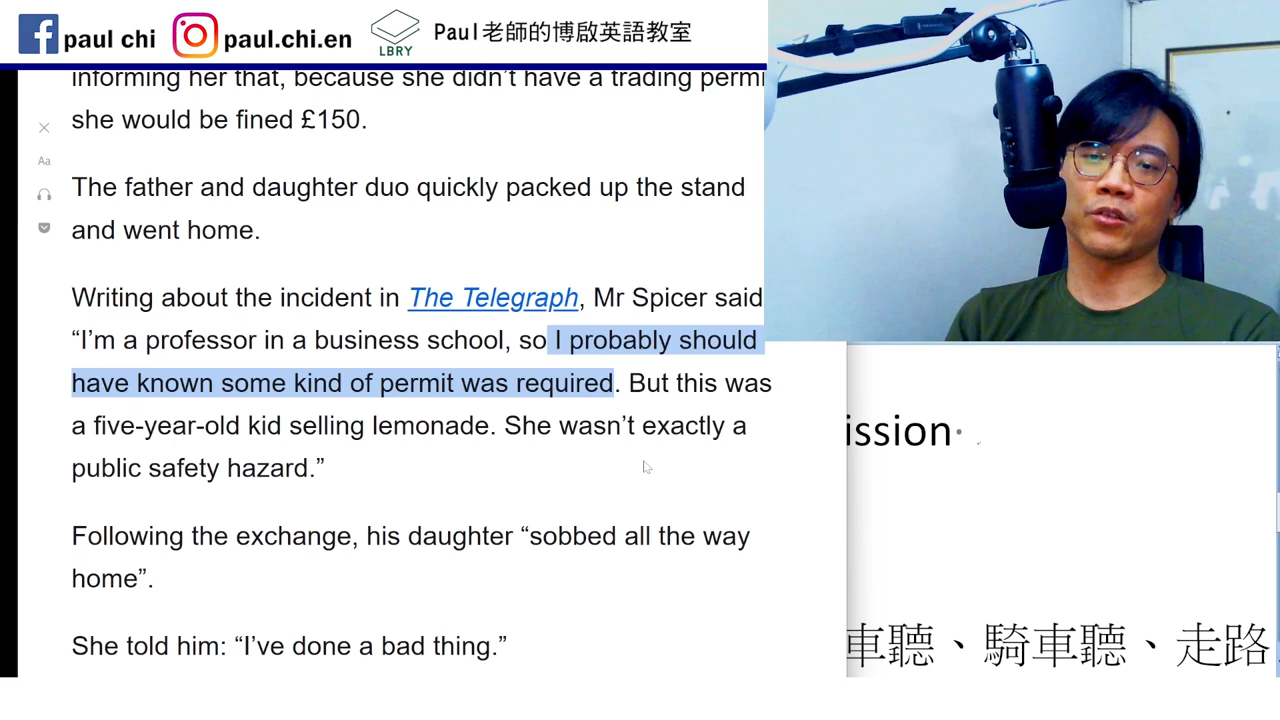 paul chi
paul.chi.en
LBRY
Paul老師的博啟英語教室
informing her that, because she didn't have a trading permi
she would be fined £150.
Aa
The father and daughter duo quickly packed up the stand
and went home.
Writing about the incident in The Telegraph, Mr Spicer said
“I’m a professor in a business school, so I probably should
have known some kind of permit was required. But this was
a five-year-old kid selling lemonade. She wasn’t exactly a
public safety hazard.”
Following the exchange, his daughter “sobbed all the way
home”.
She told him: “I’ve done a bad thing.”
ission
車聽、騎車聽、走路